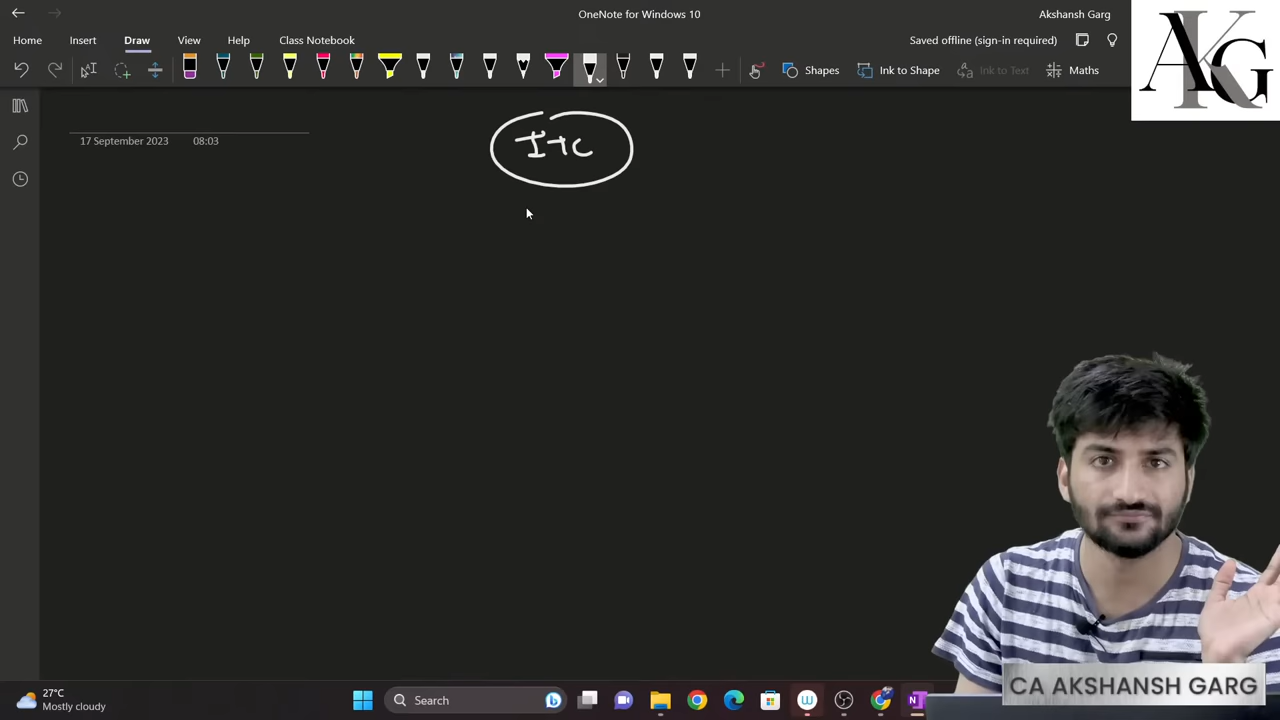 OneNote for Windows 10
Akshansh Garg
Home Insert Draw View Help Class Notebook
Saved offline (sign-in required)
Shapes Ink to Shape Ink to Text Maths
AKG
17 September 2023 08:03
ITC
CA AKSHANSH GARG
27°C
Mostly cloudy
Search